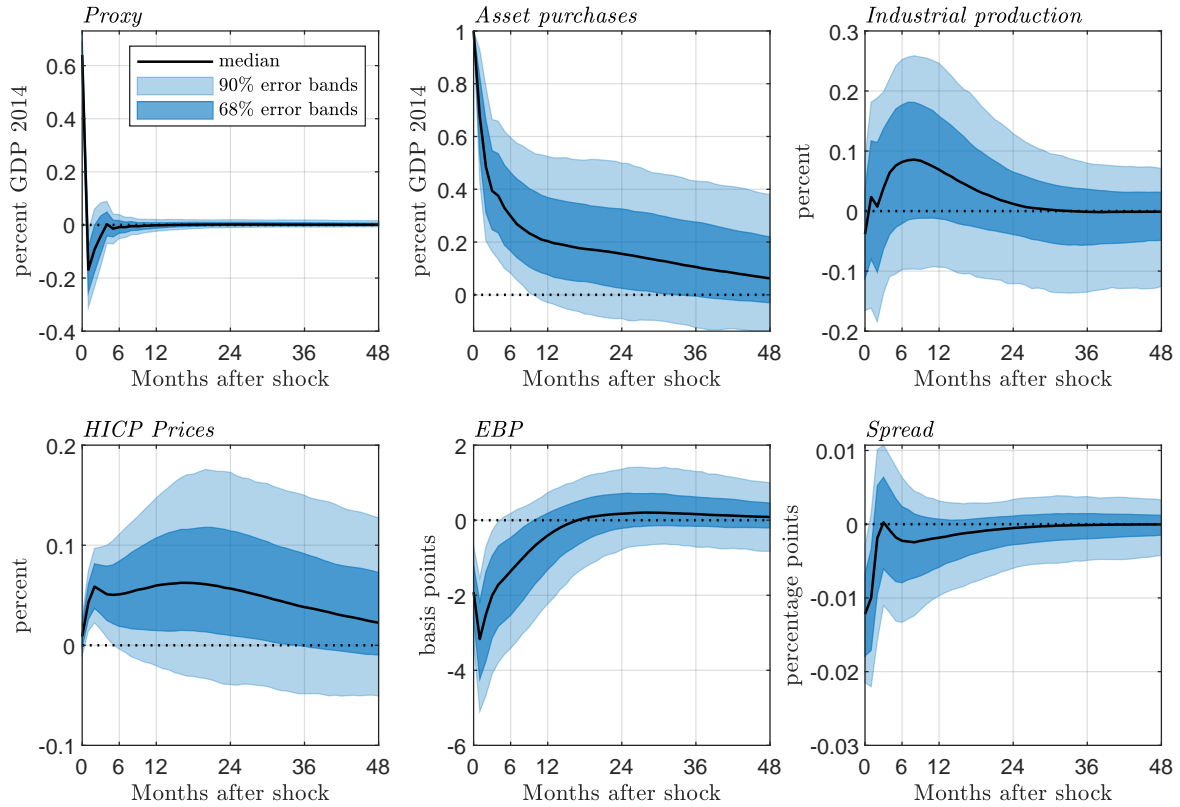 Proxy
percent GDP 2014
0.6
0.4
0.2
0
-0.2
-0.4
median
90% error bands
68% error bands
0 6 12 24 36 48
Months after shock
Asset purchases
percent GDP 2014
1
0.8
0.6
0.4
0.2
0
0 6 12 24 36 48
Months after shock
Industrial production
percent
0.3
0.2
0.1
0
-0.1
-0.2
0 6 12 24 36 48
Months after shock
HICP Prices
percent
0.2
0.1
0
-0.1
0 6 12 24 36 48
Months after shock
EBP
basis points
2
0
-2
-4
-6
0 6 12 24 36 48
Months after shock
Spread
percentage points
0.01
0
-0.01
-0.02
-0.03
0 6 12 24 36 48
Months after shock